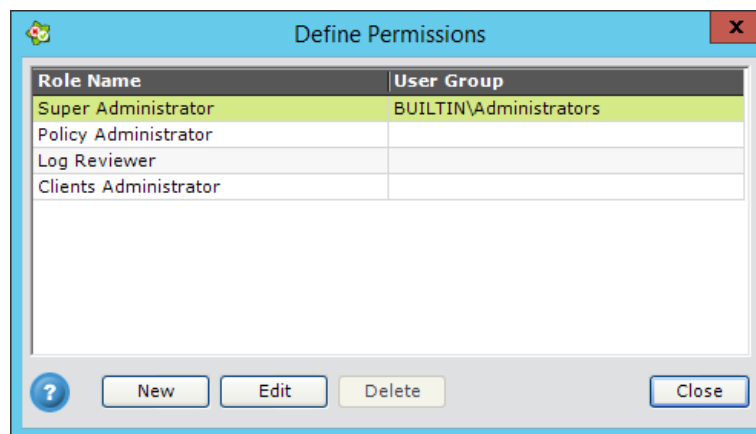 Define Permissions
x
Role Name User Group
Super Administrator BUILTIN\Administrators
Policy Administrator
Log Reviewer
Clients Administrator
? New Edit Delete Close